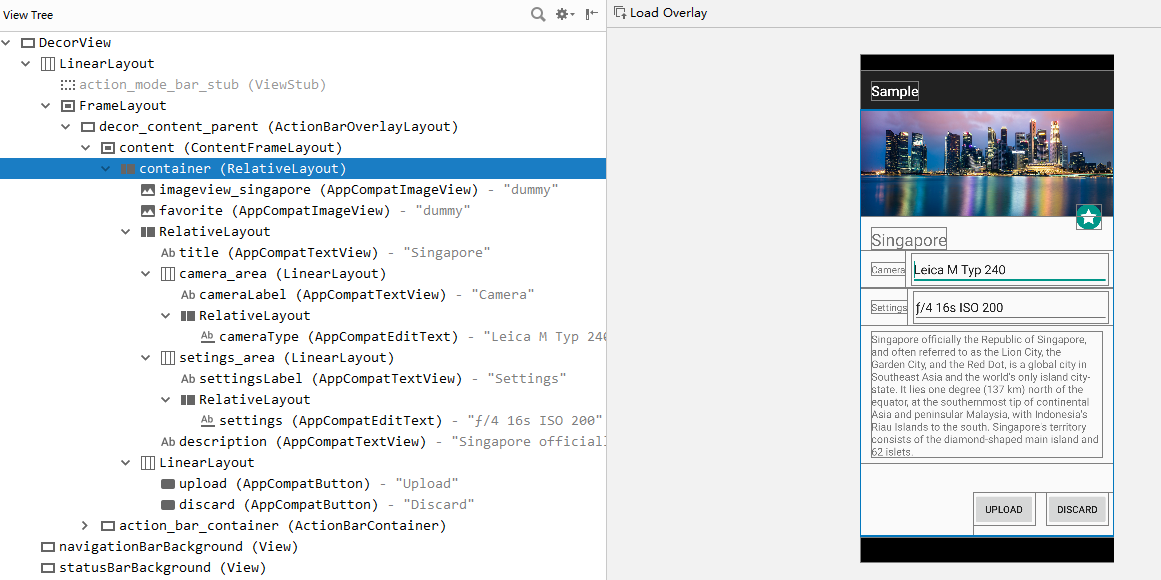 View Tree
DecorView
LinearLayout
action_mode_bar_stub (ViewStub)
FrameLayout
decor_content_parent (ActionBarOverlayLayout)
content (ContentFrameLayout)
container (RelativeLayout)
imageview_singapore (AppCompatImageView) - "dummy"
favorite (AppCompatImageView) - "dummy"
RelativeLayout
Ab title (AppCompatTextView) - "Singapore"
camera_area (LinearLayout)
Ab cameraLabel (AppCompatTextView) - "Camera"
RelativeLayout
Ab cameraType (AppCompatEditText) - "Leica M Typ 240
setings_area (LinearLayout)
Ab settingsLabel (AppCompatTextView) - "Settings"
RelativeLayout
Ab settings (AppCompatEditText) - "ƒ/4 16s ISO 200"
Ab description (AppCompatTextView) - "Singapore officiall
LinearLayout
upload (AppCompatButton) - "Upload"
discard (AppCompatButton) - "Discard"
action_bar_container (ActionBarContainer)
navigationBarBackground (View)
statusBarBackground (View)
Load Overlay
Sample
Singapore
Camera Leica M Typ 240
Settings ƒ/4 16s ISO 200
Singapore officially the Republic of Singapore,
and often referred to as the Lion City, the
Garden City, and the Red Dot, is a global city in
Southeast Asia and the world's only island city-
state. It lies one degree (137 km) north of the
equator, at the southernmost tip of continental
Asia and peninsular Malaysia, with Indonesia's
Riau Islands to the south. Singapore's territory
consists of the diamond-shaped main island and
62 islets.
UPLOAD DISCARD